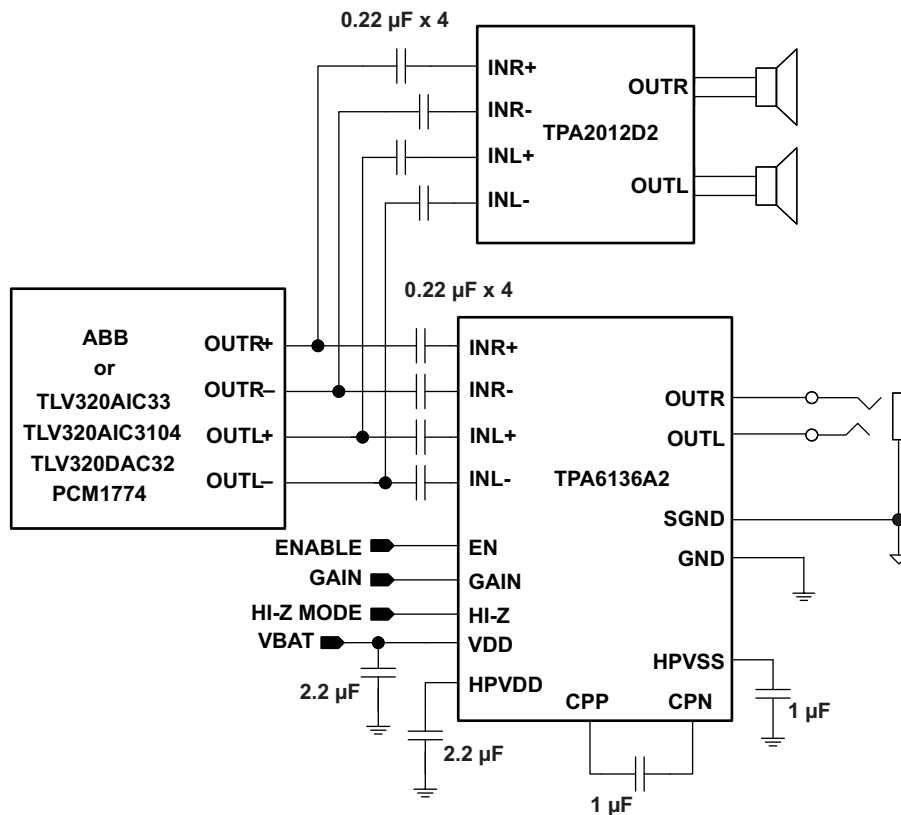 0.22 µF x 4
INR+
INR-
INL+
INL-
TPA2012D2
OUTR
OUTL
0.22 µF x 4
ABB
or
TLV320AIC33
TLV320AIC3104
TLV320DAC32
PCM1774
OUTR+
OUTR–
OUTL+
OUTL–
INR+
INR-
INL+
INL-
TPA6136A2
OUTR
OUTL
SGND
GND
ENABLE
EN
GAIN
GAIN
HI-Z MODE
HI-Z
VBAT
VDD
HPVDD
HPVSS
CPP
CPN
2.2 µF
2.2 µF
1 µF
1 µF